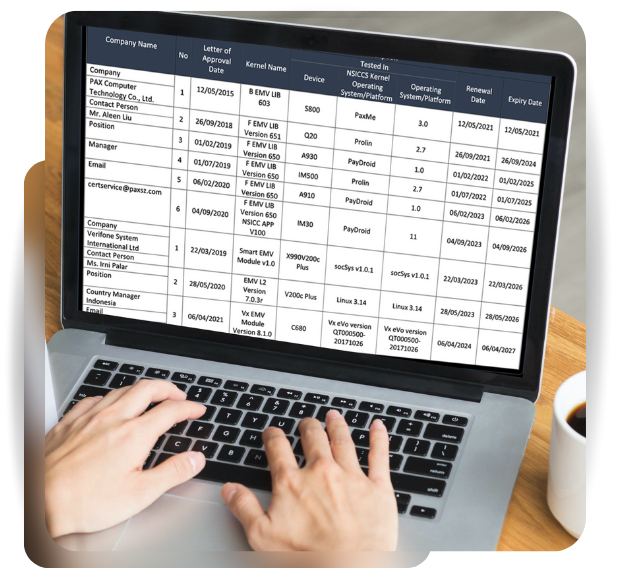 Company Name
No
Letter of
Approval
Date
Kernel Name
Tested In
Device
NSICCS Kernel
Operating
System/Platform
Operating
System/Platform
Renewal
Date
Expiry Date
Company
PAX Computer
Technology Co., Ltd.
Contact Person
Mr. Aleen Liu
Position
Manager
Email
certservice@paxsz.com
1
12/05/2015
B EMV LIB
603
S800
PaxMe
3.0
12/05/2021
12/05/2021
2
26/09/2018
F EMV LIB
Version 651
Q20
Prolin
2.7
26/09/2021
26/09/2024
3
01/02/2019
F EMV LIB
Version 650
A930
PayDroid
1.0
01/02/2022
01/02/2025
4
01/07/2019
F EMV LIB
Version 650
IM500
Prolin
2.7
01/07/2022
01/07/2025
5
06/02/2020
F EMV LIB
Version 650
A910
PayDroid
1.0
06/02/2023
06/02/2026
6
04/09/2020
F EMV LIB
Version 650
NSICC APP
V100
IM30
PayDroid
11
04/09/2023
04/09/2026
Company
Verifone System
International Ltd
Contact Person
Ms. Irni Palar
Position
Country Manager
Indonesia
Email
1
22/03/2019
Smart EMV
Module v1.0
X990V200c
Plus
socSys v1.0.1
socSys v1.0.1
22/03/2023
22/03/2026
2
28/05/2020
EMV L2
Version
7.0.3r
V200c Plus
Linux 3.14
Linux 3.14
28/05/2023
28/05/2026
3
06/04/2021
Vx EMV
Module
Version 8.1.0
C680
Vx eVo version
QT000500-
20171026
Vx eVo version
QT000500-
20171026
06/04/2024
06/04/2027